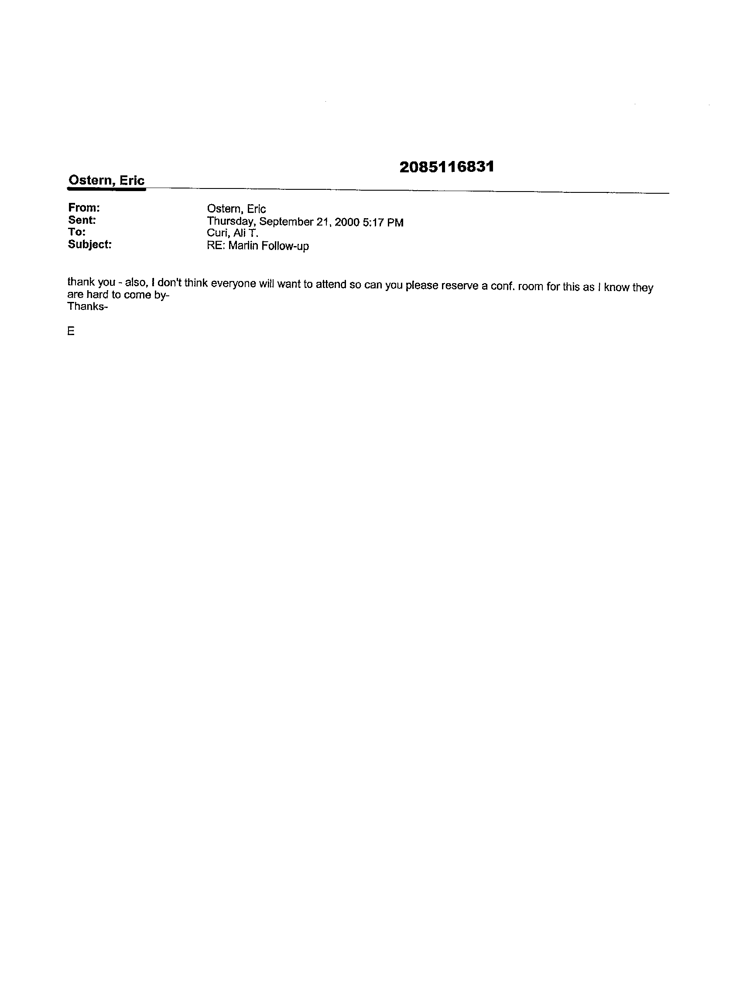 2085116831
Ostern, Eric
From: Ostern, Eric
Sent: Thursday, September 21, 2000 5:17 PM
To: Curi, Ali T.
Subject: RE: Marlin Follow-up
thank you - also, I don't think everyone will want to attend so can you please reserve a conf. room for this as I know they
are hard to come by-
Thanks-
E